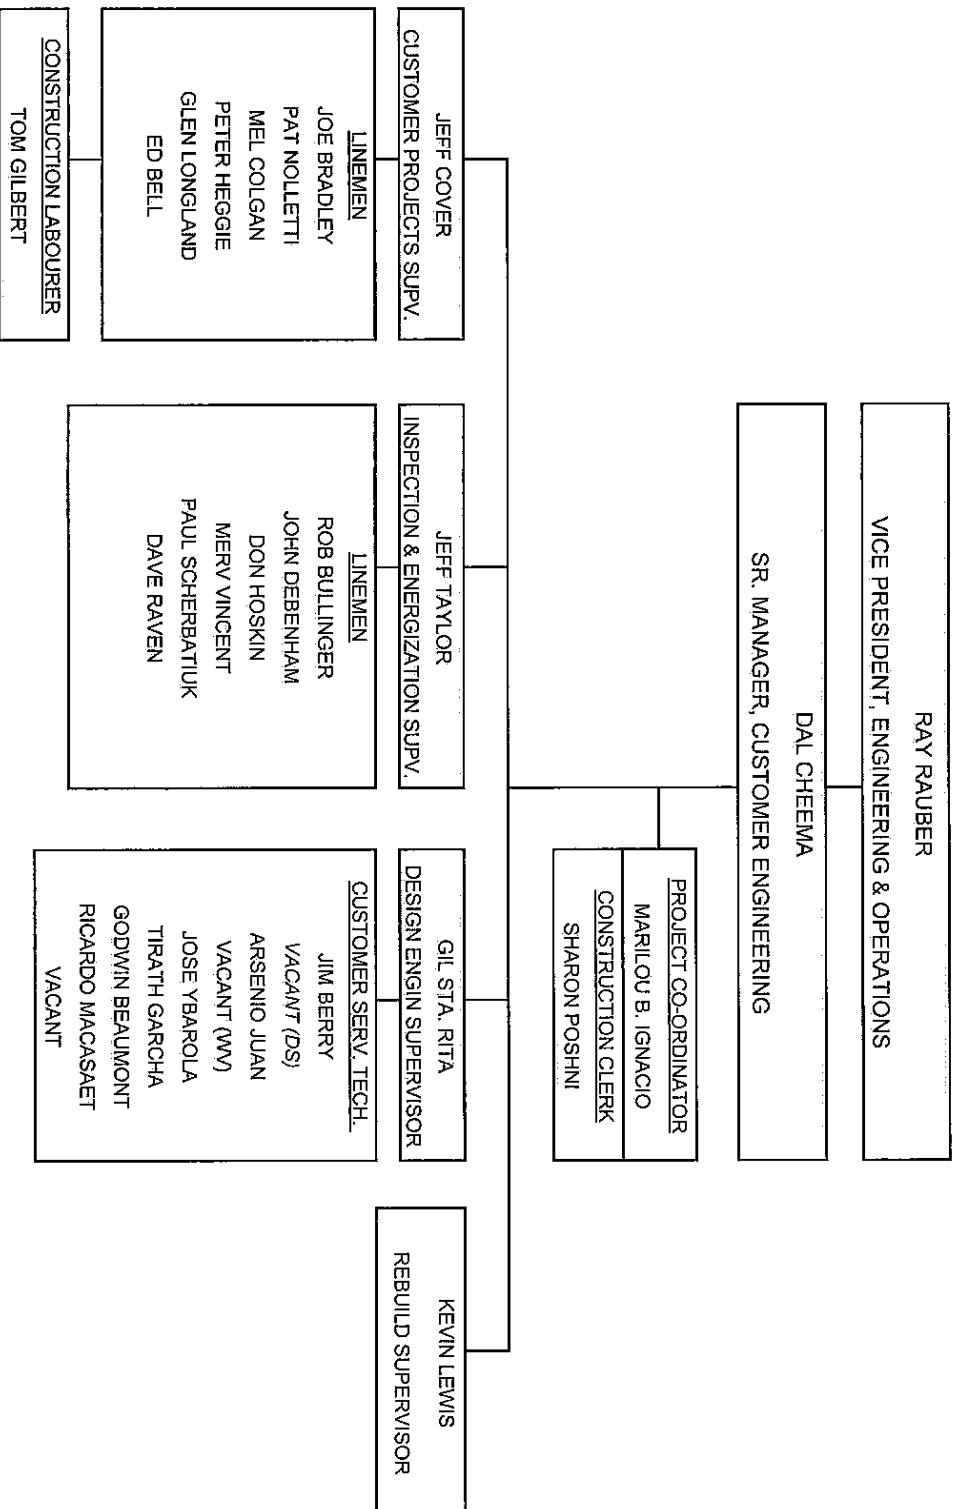 RAY RAUBER
VICE PRESIDENT, ENGINEERING & OPERATIONS
DAL CHEEMA
SR. MANAGER, CUSTOMER ENGINEERING
PROJECT CO-ORDINATOR
MARILOU B. IGNACIO
CONSTRUCTION CLERK
SHARON POSHNI
JEFF COVER
CUSTOMER PROJECTS SUPV.
LINEMEN
JOE BRADLEY
PAT NOLLETTI
MEL COLGAN
PETER HEGGIE
GLEN LONGLAND
ED BELL
CONSTRUCTION LABOURER
TOM GILBERT
JEFF TAYLOR
INSPECTION & ENERGIZATION SUPV.
LINEMEN
ROB BULLINGER
JOHN DEBENHAM
DON HOSKIN
MERV VINCENT
PAUL SCHERBATIUK
DAVE RAVEN
GIL STA. RITA
DESIGN ENGIN SUPERVISOR
CUSTOMER SERV. TECH.
JIM BERRY
VACANT (DS)
ARSENIO JUAN
VACANT (WV)
JOSE YBAROLA
TIRATH GARCHA
GODWIN BEAUMONT
RICARDO MACASAET
VACANT
KEVIN LEWIS
REBUILD SUPERVISOR